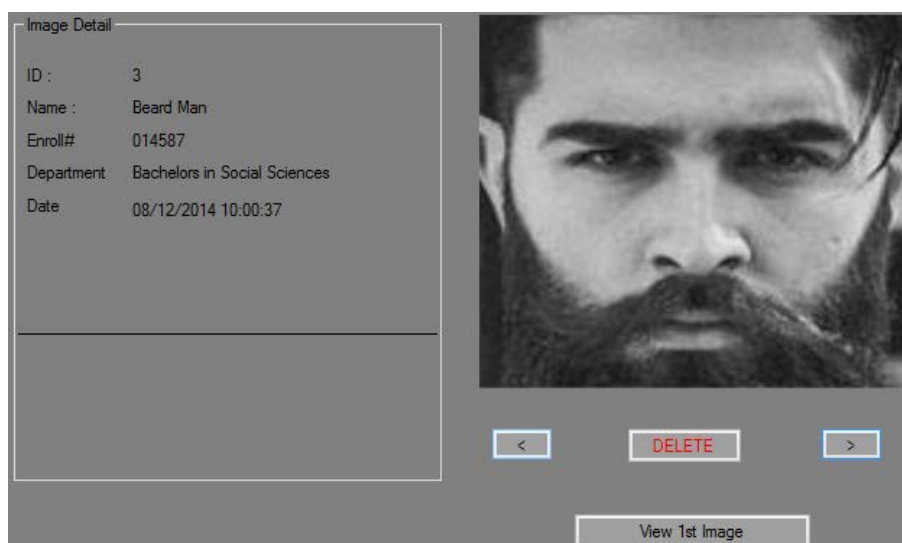 Image Detail
ID : 3
Name : Beard Man
Enroll# 014587
Department Bachelors in Social Sciences
Date 08/12/2014 10:00:37
< DELETE >
View 1st Image